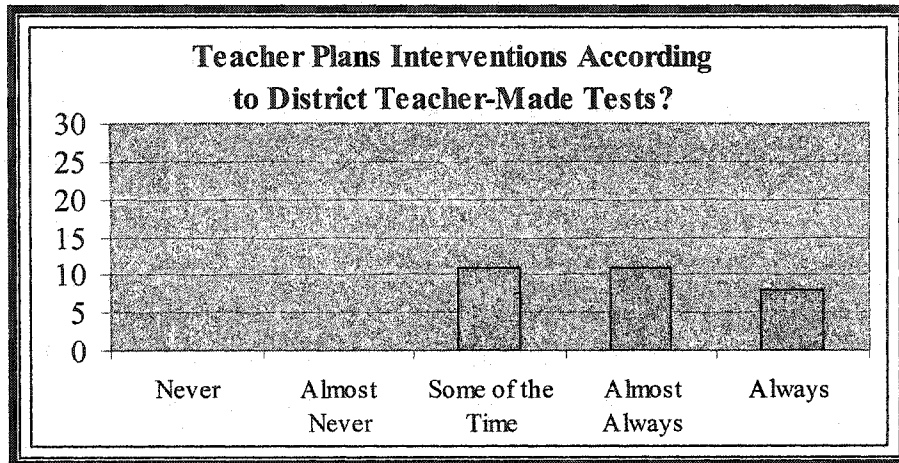 Teacher Plans Interventions According
to District Teacher-Made Tests?
30
25
20
15
10
5
0
Never
Almost
Never
Some of the
Time
Almost
Always
Always